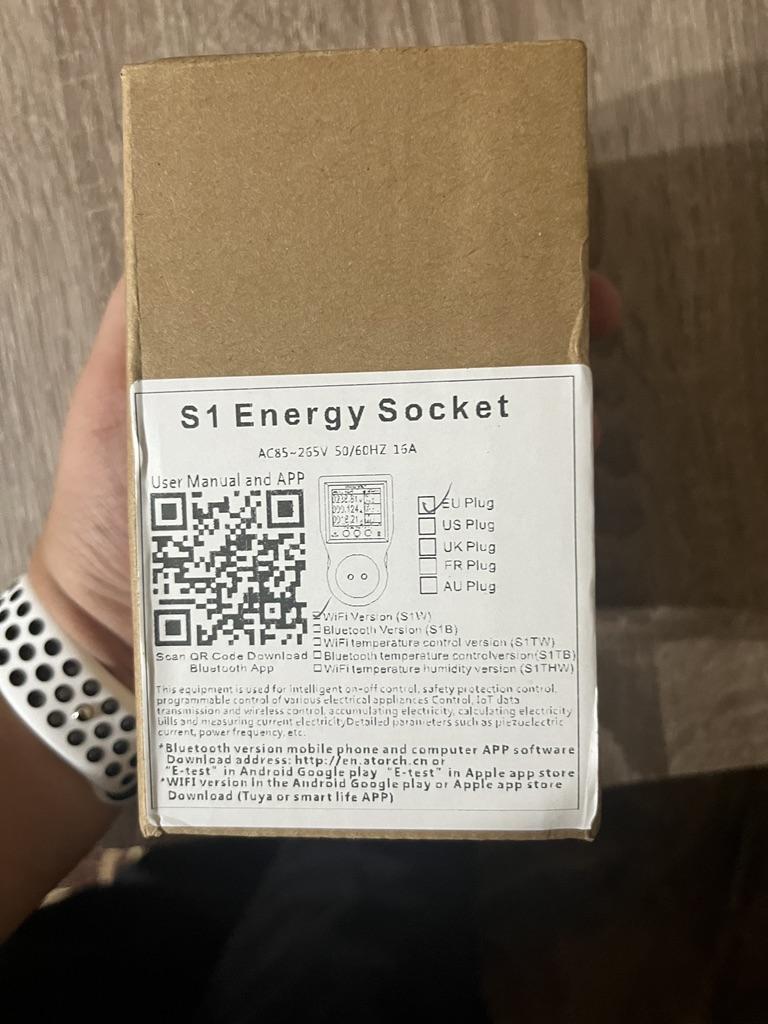 S1 Energy Socket
AC85~265V 50/60HZ 16A
User Manual and APP
EU Plug
US Plug
UK Plug
FR Plug
AU Plug
WiFi Version (S1W)
Bluetooth Version (S1B)
WiFi temperature control version (S1TW)
Bluetooth temperature controlversion(S1TB)
WiFi temperature humidity version (S1THW)
Scan QR Code Download
Bluetooth App
This equipment is used for intelligent on-off control, safety protection control,
programmable control of various electrical appliances Control, IoT data
transmission and wireless control, accumulating electricity, calculating electricity
bills and measuring current electricity,Detailed parameters such as piezoelectric
current, power frequency, etc.
*Bluetooth version mobile phone and computer APP software
Download address: http://en.atorch.cn or
"E-test" in Android Google play "E-test" in Apple app store
*WIFI version in the Android Google play or Apple app store
Download (Tuya or smart life APP)